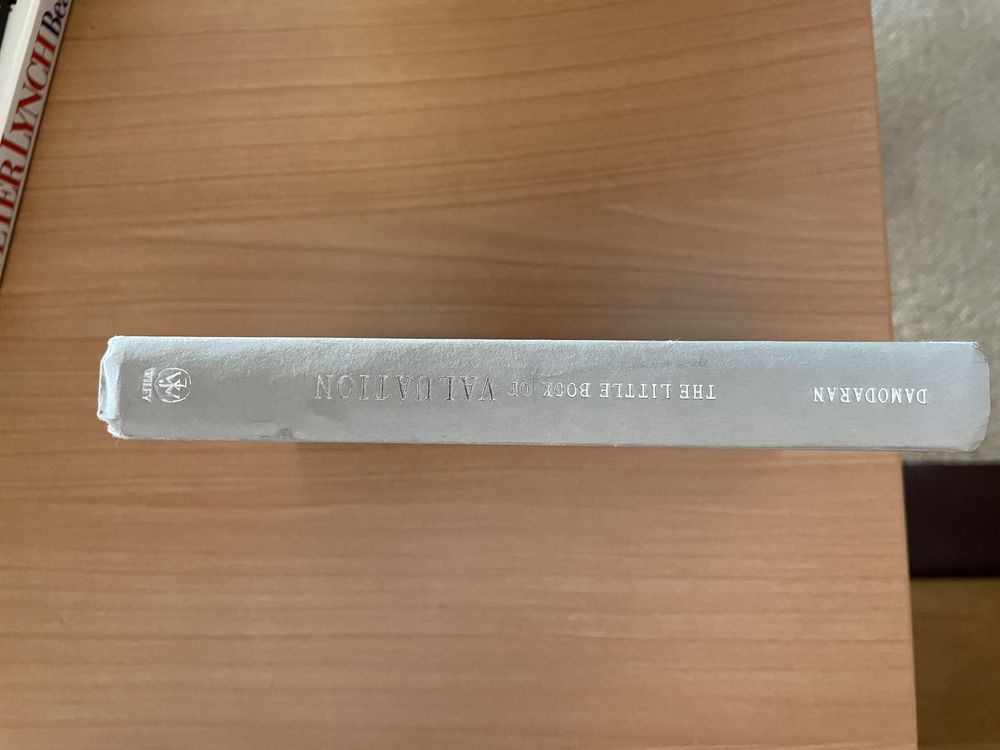 DAMODARAN
THE LITTLE BOOK OF VALUATION
WILEY
LYNCH